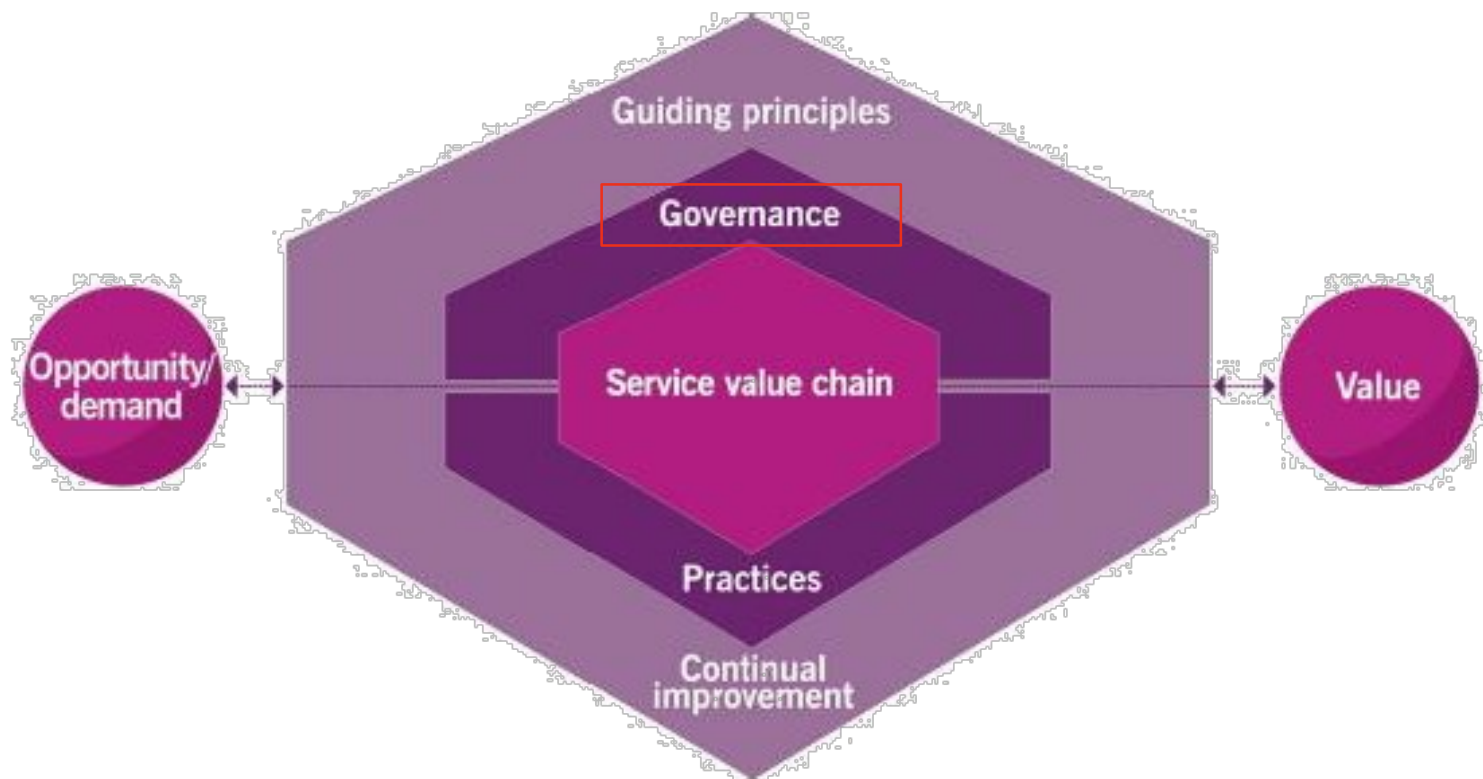 Guiding principles
Governance
Opportunity/
demand
Service value chain
Value
Practices
Continual
improvement